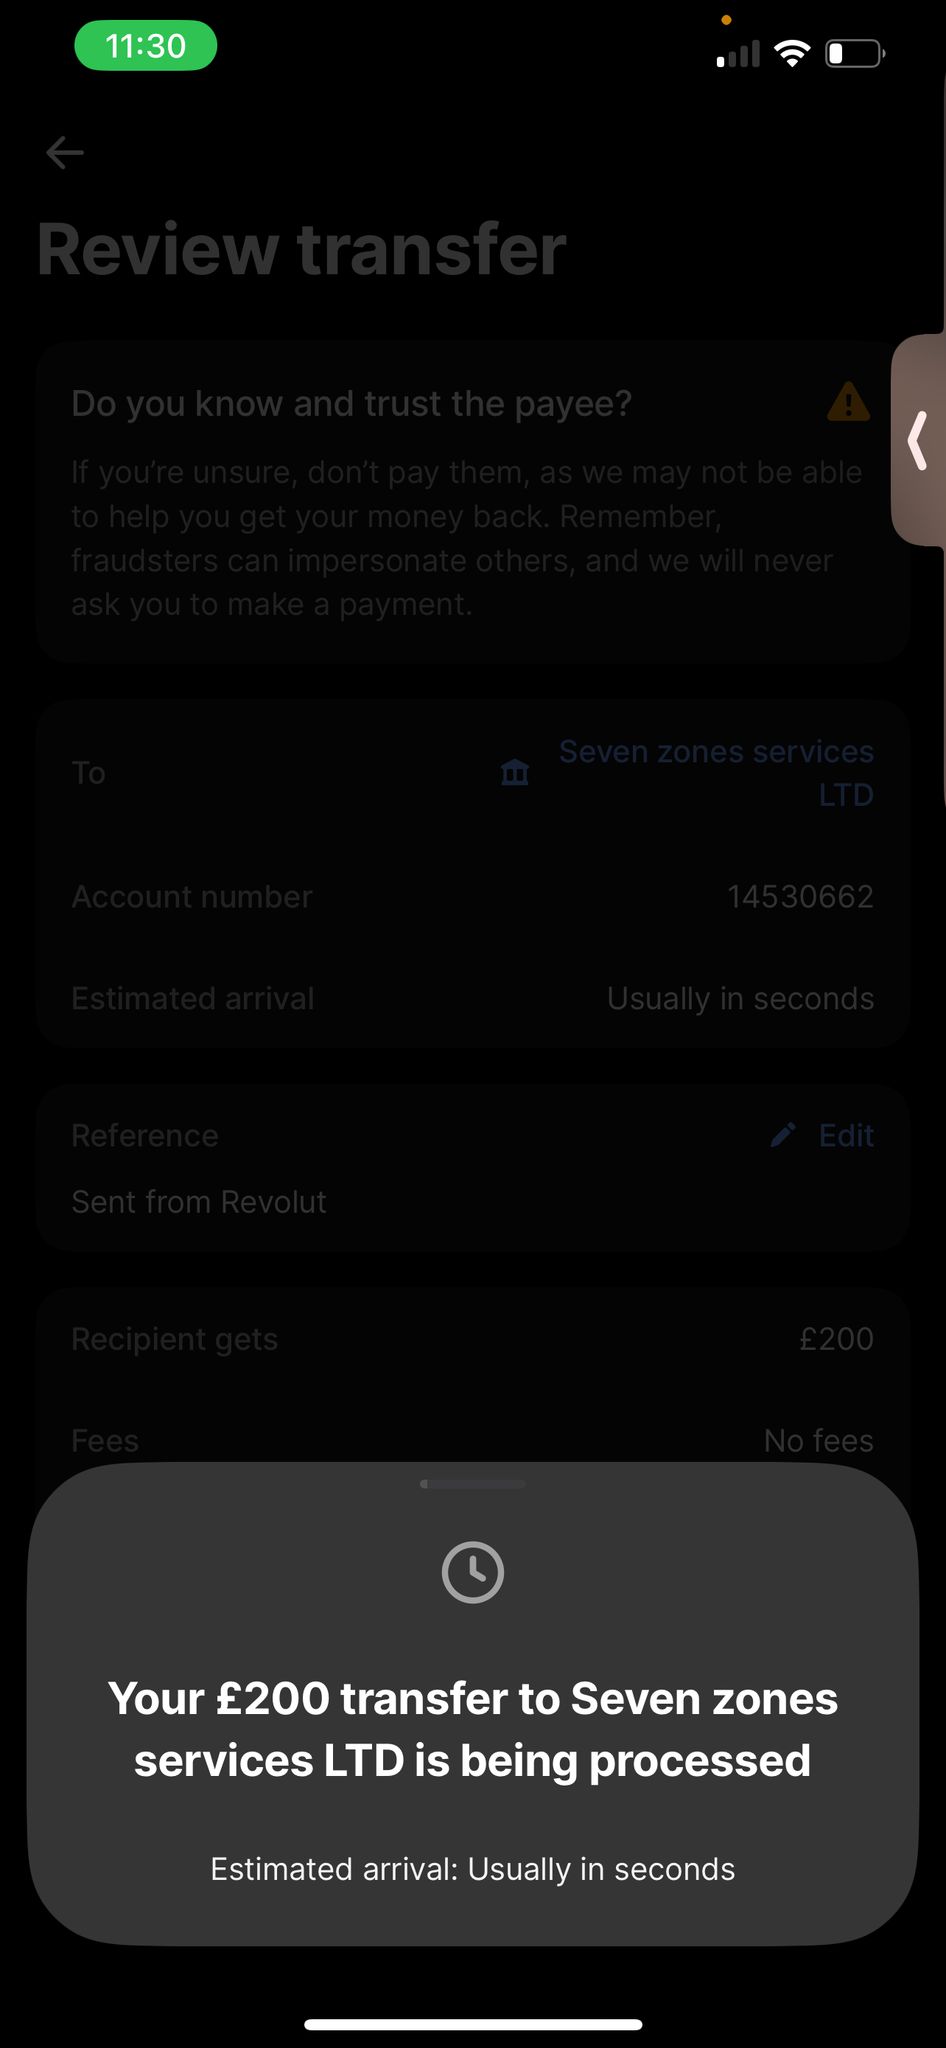 11:30
Review transfer
Do you know and trust the payee?
If you’re unsure, don’t pay them, as we may not be able
to help you get your money back. Remember,
fraudsters can impersonate others, and we will never
ask you to make a payment.
To
Seven zones services
LTD
Account number 14530662
Estimated arrival Usually in seconds
Reference Edit
Sent from Revolut
Recipient gets £200
Fees No fees
Your £200 transfer to Seven zones
services LTD is being processed
Estimated arrival: Usually in seconds